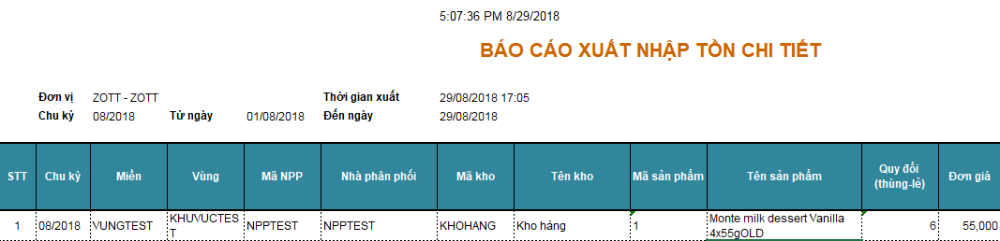 5:07:36 PM 8/29/2018
BÁO CÁO XUẤT NHẬP TỒN CHI TIẾT
Đơn vị ZOTT - ZOTT Thời gian xuất 29/08/2018 17:05
Chu kỳ 08/2018 Từ ngày 01/08/2018 Đến ngày 29/08/2018
STT Chu kỳ Miền Vùng Mã NPP Nhà phân phối Mã kho Tên kho Mã sản phẩm Tên sản phẩm Quy đổi (thùng-lẻ) Đơn giá
1 08/2018 VUNGTEST KHUVUCTEST NPPTEST NPPTEST KHOHANG Kho hàng 1 Monte milk dessert Vanilla 4x55gOLD 6 55,000